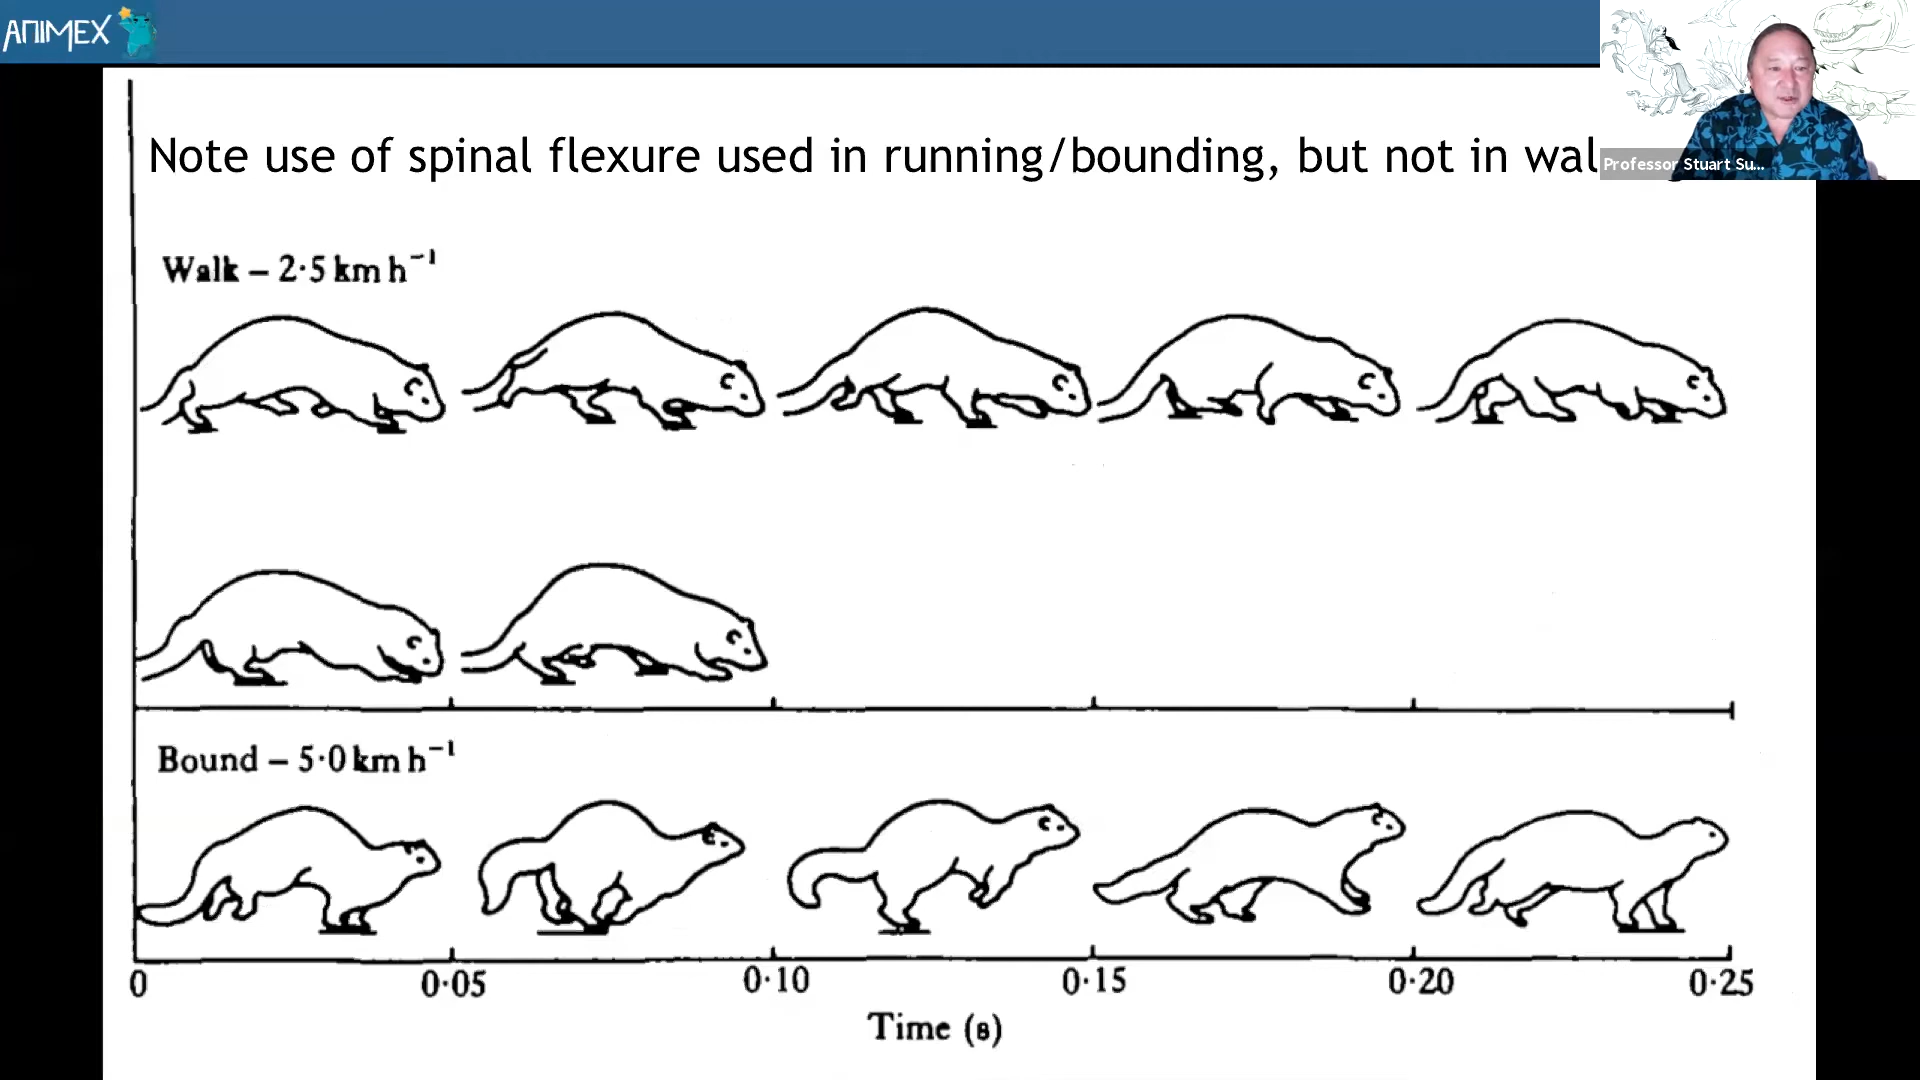 ANIMEX
Note use of spinal flexure used in running/bounding, but not in wal
Professor Stuart Su...
Walk – 2·5 km h⁻¹
Bound – 5·0 km h⁻¹
0 0·05 0·10 0·15 0·20 0·25
Time (s)